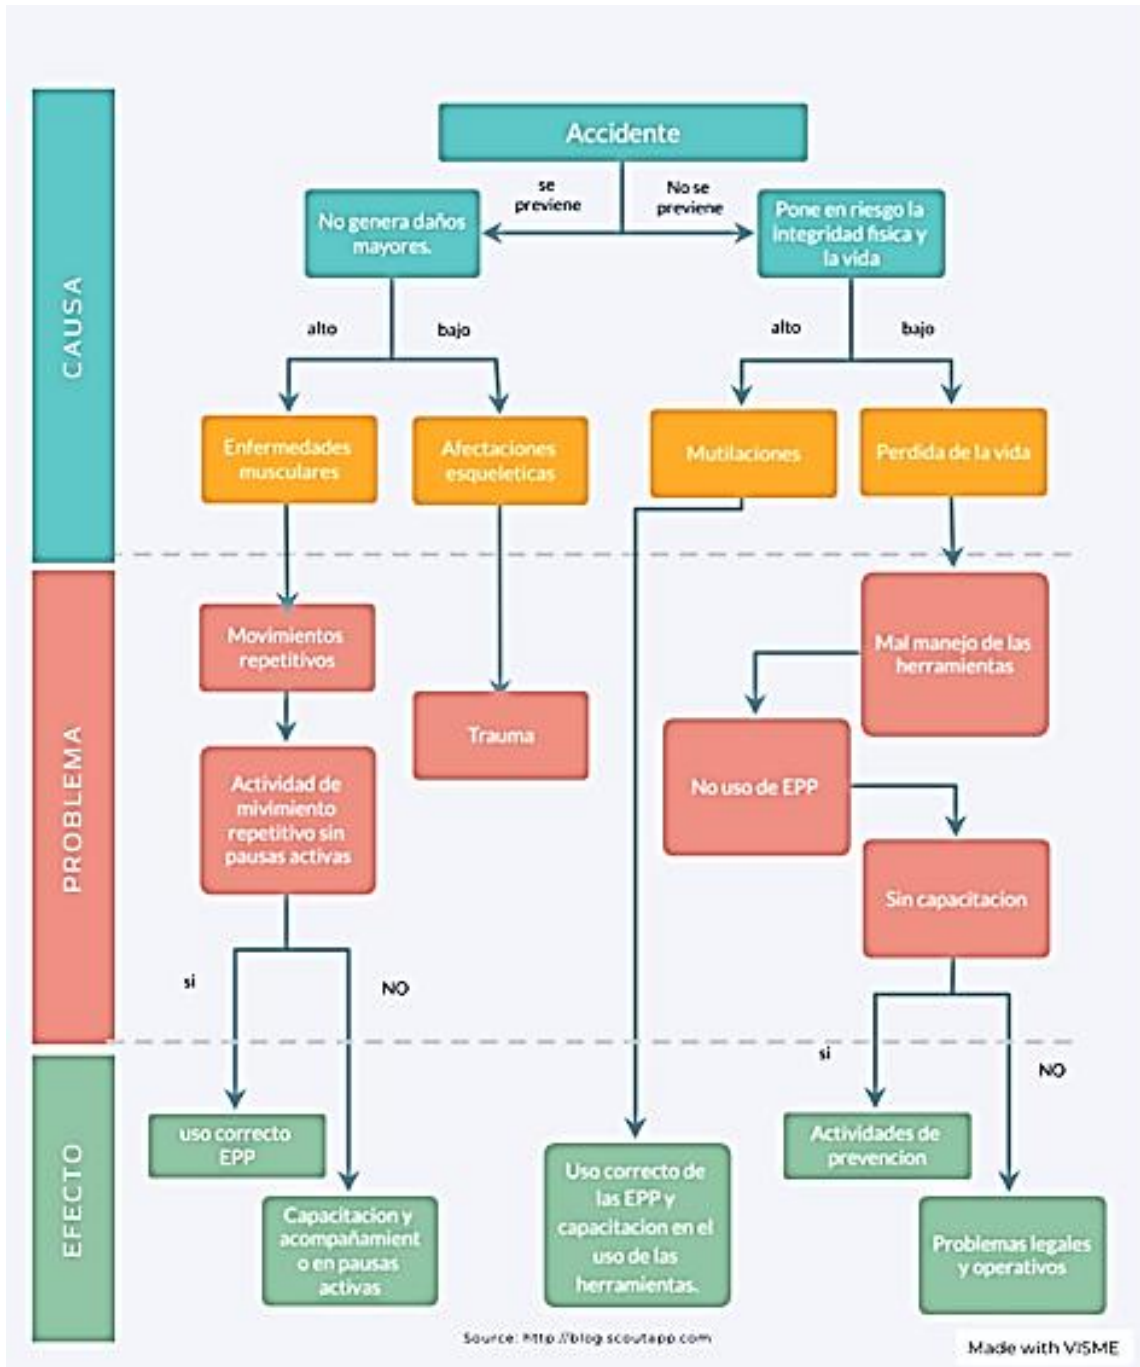 CAUSA
Accidente
se
previene
No se
previene
No genera daños
mayores.
Pone en riesgo la
integridad fisica y
la vida
alto
bajo
alto
bajo
Enfermedades
musculares
Afectaciones
esqueleticas
Mutilaciones
Perdida de la vida
PROBLEMA
Movimientos
repetitivos
Mal manejo de las
herramientas
Trauma
Actividad de
mivimiento
repetitivo sin
pausas activas
No uso de EPP
Sin capacitacion
si
NO
si
NO
EFECTO
uso correcto
EPP
Actividades de
prevencion
Uso correcto de
las EPP y
capacitacion en el
uso de las
herramientas.
Capacitacion y
acompañamient
o en pausas
activas
Problemas legales
y operativos
Source: http://blog.scoutapp.com
Made with VISME